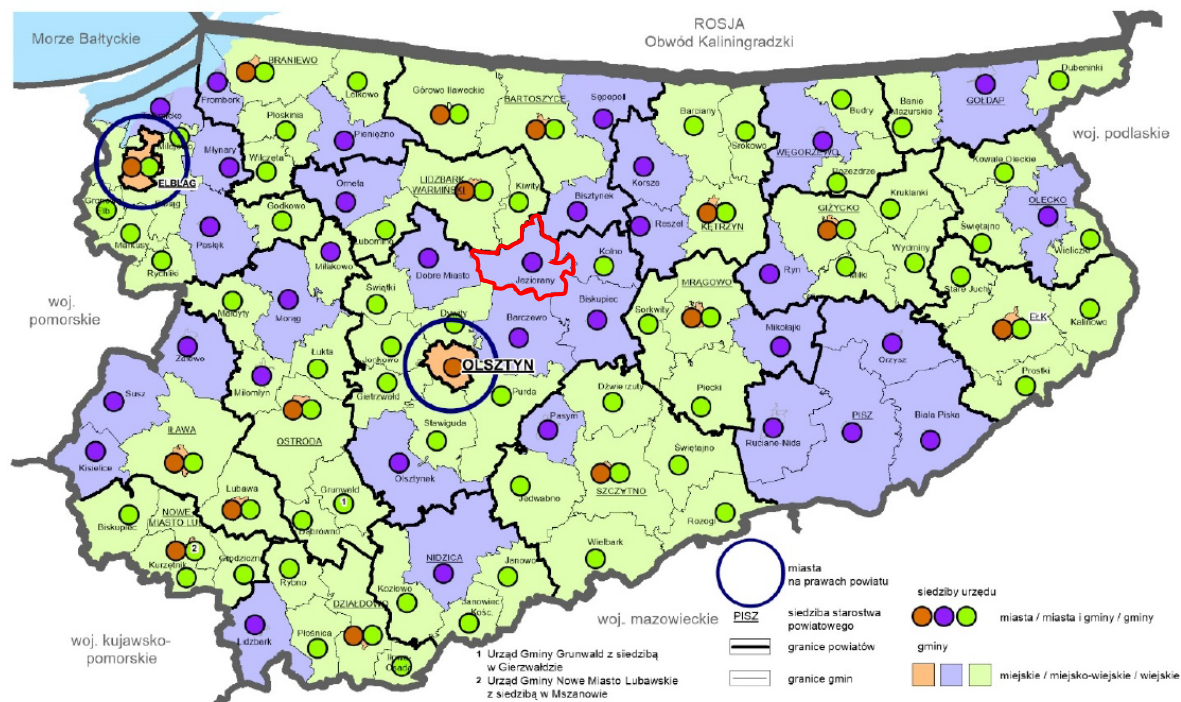 ROSJA
Obwód Kaliningradzki
Morze Bałtyckie
woj. podlaskie
woj.
pomorskie
woj. kujawsko-
pomorskie
woj. mazowieckie
BRANIEWO
Frombork
Lelkowo
Płoskinia
Pieniężno
Młynary
Wilczęta
Górowo Iławeckie
BARTOSZYCE
Sępopol
Barciany
Srokowo
Budry
WĘGORZEWO
Pozezdrze
Banie
Mazurskie
GOŁDAP
Dubeninki
Kowale Oleckie
OLECKO
Świętajno
Wieliczki
ELBLĄG
Markusy
Rychliki
Pasłęk
Godkowo
Orneta
LIDZBARK
WARMIŃSKI
Kiwity
Lubomino
Bisztynek
Korsze
Reszel
KĘTRZYN
GIŻYCKO
Kruklanki
Wydminy
Miłki
Ryn
Stare Juchy
EŁK
Kalinowo
Prostki
Miłakowo
Dobre Miasto
Jeziorany
Kolno
Biskupiec
Świątki
Dywity
Barczewo
MRĄGOWO
Sorkwity
Mikołajki
Piecki
Orzysz
PISZ
Biała Piska
Ruciane-Nida
Małdyty
Morąg
Zalewo
Łukta
Miłomłyn
Jonkowo
Gietrzwałd
OLSZTYN
Purda
Stawiguda
Olsztynek
Dźwierzuty
Pasym
SZCZYTNO
Świętajno
Jedwabno
Rozogi
Wielbark
Susz
Kisielice
IŁAWA
OSTRÓDA
Lubawa
Grunwald
1
Dąbrówno
Biskupiec
NOWE
MIASTO LUB.
2
Kurzętnik
Grodziczno
Rybno
DZIAŁDOWO
Lidzbark
Płośnica
NIDZICA
Kozłowo
Janowo
Janowiec
Kośc.
miasta
na prawach powiatu
PISZ
siedziba starostwa
powiatowego
granice powiatów
granice gmin
siedziby urzędu
miasta / miasta i gminy / gminy
gminy
miejskie / miejsko-wiejskie / wiejskie
1 Urząd Gminy Grunwald z siedzibą
w Gierzwałdzie
2 Urząd Gminy Nowe Miasto Lubawskie
z siedzibą w Mszanowie